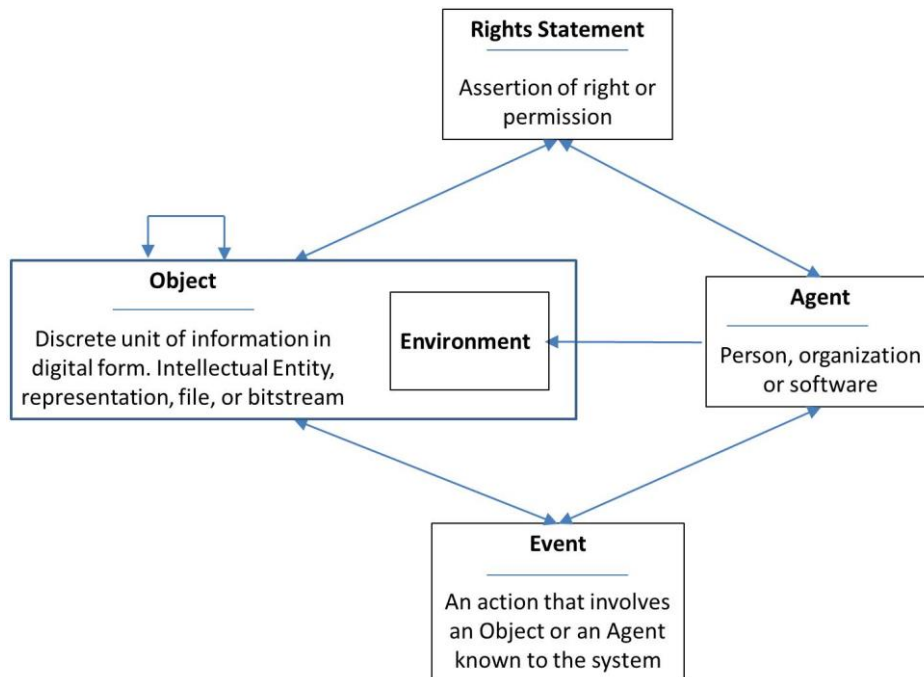 Rights Statement
Assertion of right or
permission
Object
Discrete unit of information in
digital form. Intellectual Entity,
representation, file, or bitstream
Environment
Agent
Person, organization
or software
Event
An action that involves
an Object or an Agent
known to the system